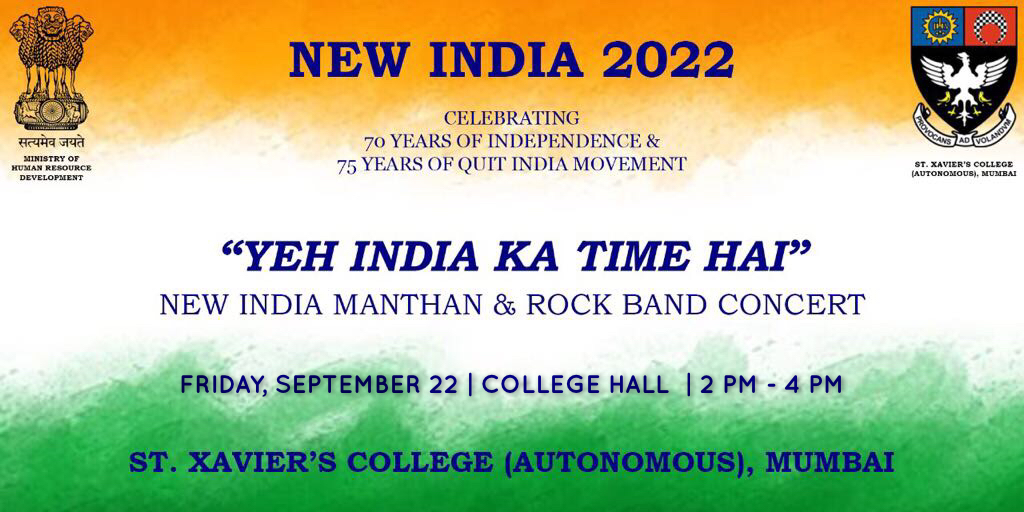 NEW INDIA 2022
CELEBRATING
70 YEARS OF INDEPENDENCE &
75 YEARS OF QUIT INDIA MOVEMENT
सत्यमेव जयते
MINISTRY OF
HUMAN RESOURCE
DEVELOPMENT
PROVOCANS AD VOLANDVM
ST. XAVIER'S COLLEGE
(AUTONOMOUS), MUMBAI
“YEH INDIA KA TIME HAI”
NEW INDIA MANTHAN & ROCK BAND CONCERT
FRIDAY, SEPTEMBER 22 | COLLEGE HALL | 2 PM - 4 PM
ST. XAVIER’S COLLEGE (AUTONOMOUS), MUMBAI